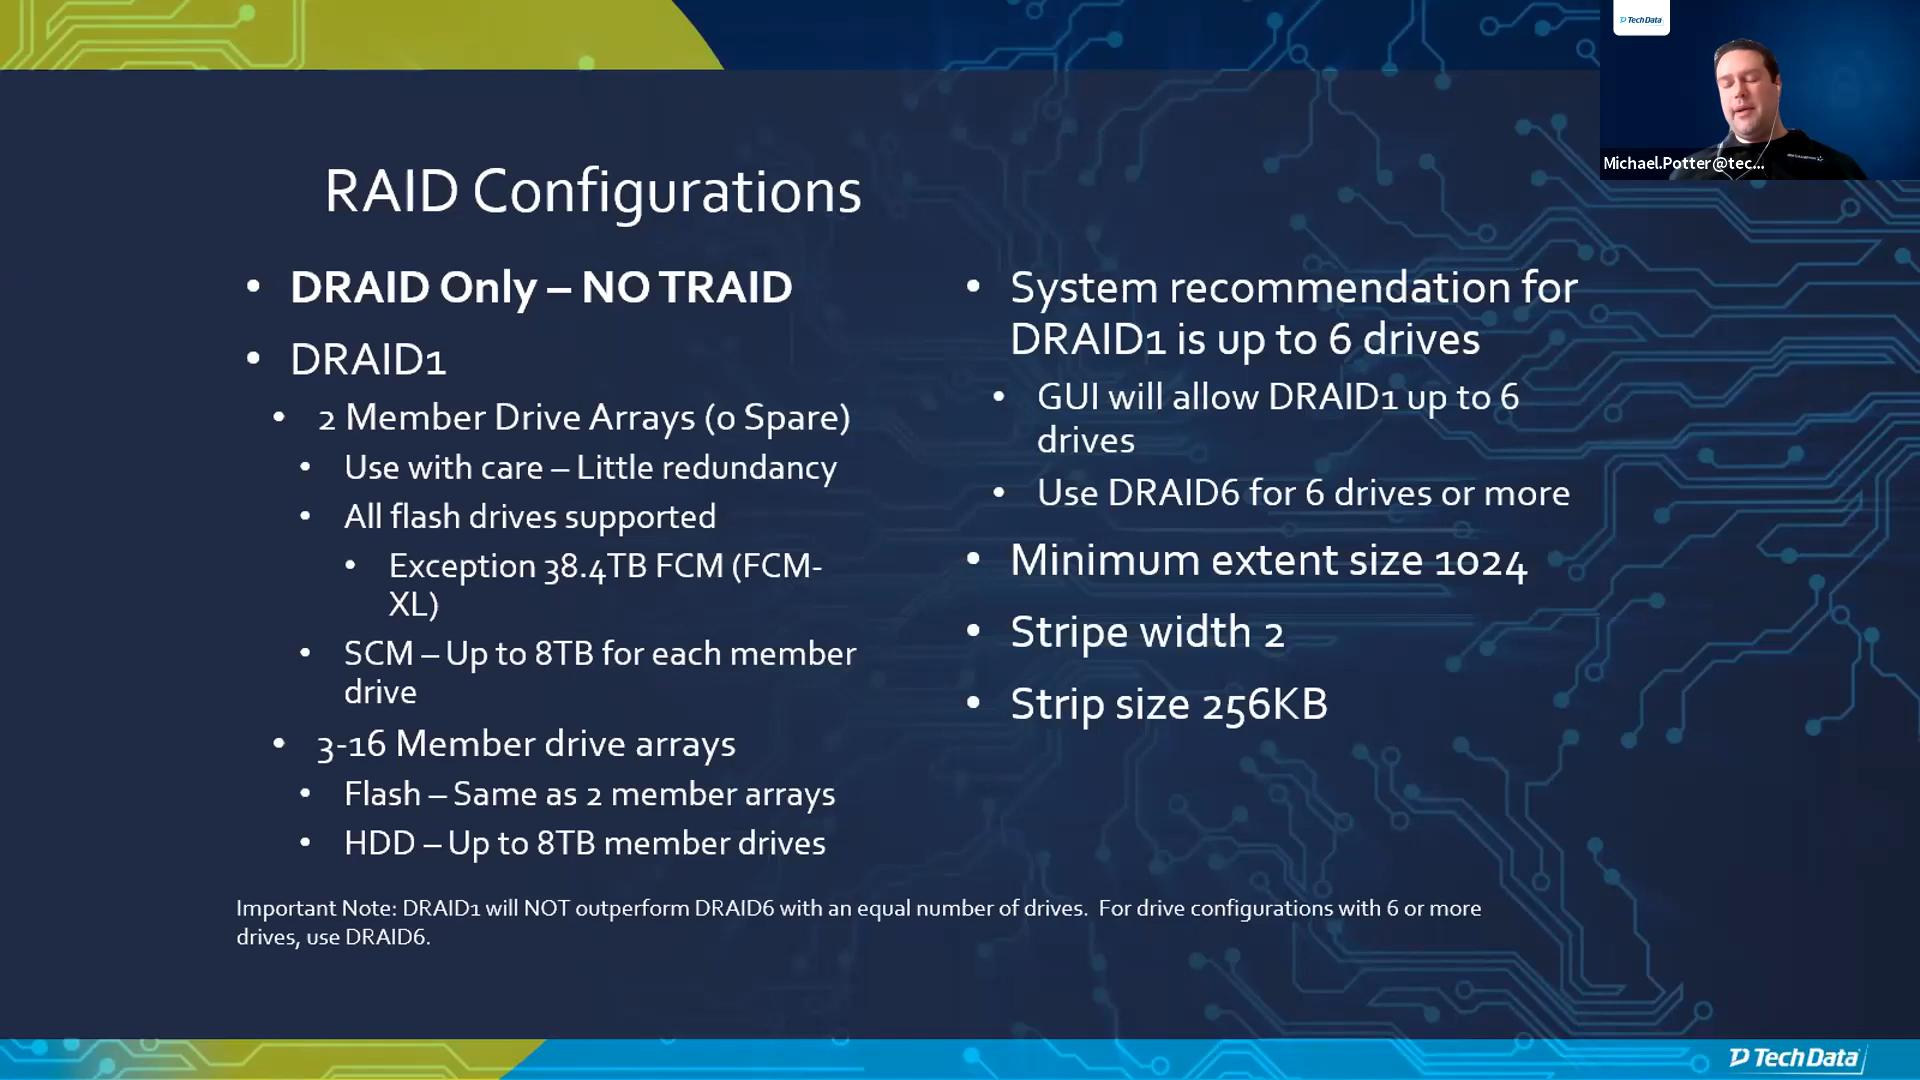 TechData
Michael.Potter@tec...
RAID Configurations
• DRAID Only – NO TRAID
• DRAID1
• 2 Member Drive Arrays (0 Spare)
• Use with care – Little redundancy
• All flash drives supported
• Exception 38.4TB FCM (FCM-
XL)
• SCM – Up to 8TB for each member
drive
• 3-16 Member drive arrays
• Flash – Same as 2 member arrays
• HDD – Up to 8TB member drives
• System recommendation for
DRAID1 is up to 6 drives
• GUI will allow DRAID1 up to 6
drives
• Use DRAID6 for 6 drives or more
• Minimum extent size 1024
• Stripe width 2
• Strip size 256KB
Important Note: DRAID1 will NOT outperform DRAID6 with an equal number of drives. For drive configurations with 6 or more
drives, use DRAID6.
TechData